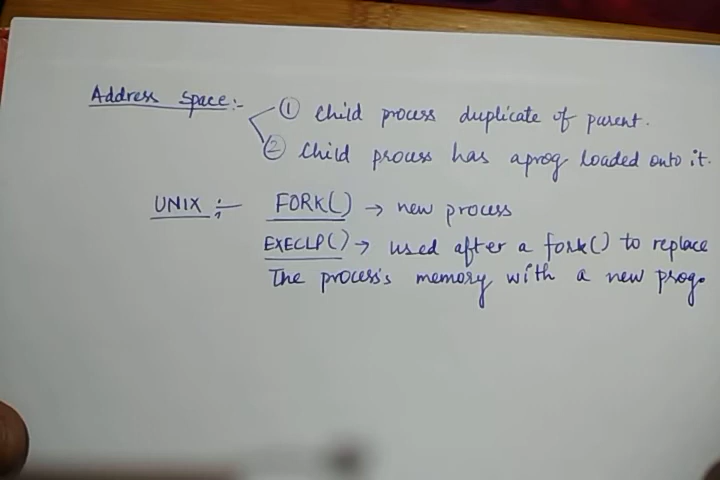 Address space:- ① child process duplicate of parent.
② child process has a prog loaded onto it.
UNIX :- FORK() → new process
EXECLP() → used after a fork() to replace
The process's memory with a new prog.